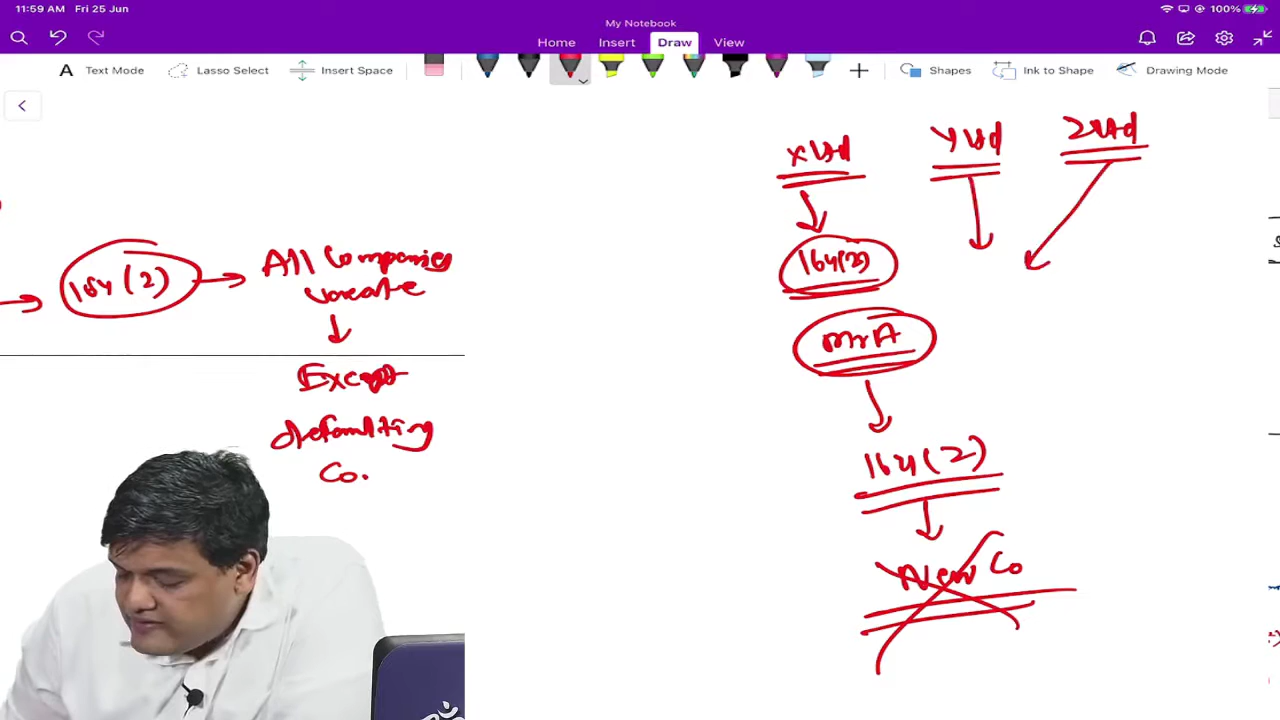 11:59 AM Fri 25 Jun
100%
My Notebook
Home Insert Draw View
A Text Mode Lasso Select Insert Space Shapes Ink to Shape Drawing Mode
X Ltd Y Ltd Z Ltd
164(2)
Mr A
164(2)
New Co
164(2) All Companies
vacate
Except
defaulting
Co.
ॐ